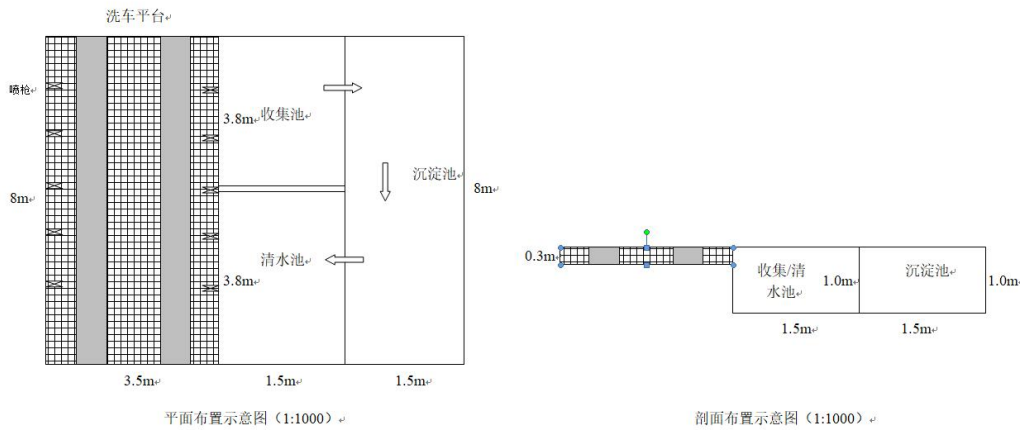 洗车平台
喷枪
收集池
3.8m
沉淀池
8m
8m
清水池
3.8m
3.5m
1.5m
1.5m
平面布置示意图（1:1000）
0.3m
收集/清
水池
1.0m
沉淀池
1.0m
1.5m
1.5m
剖面布置示意图（1:1000）